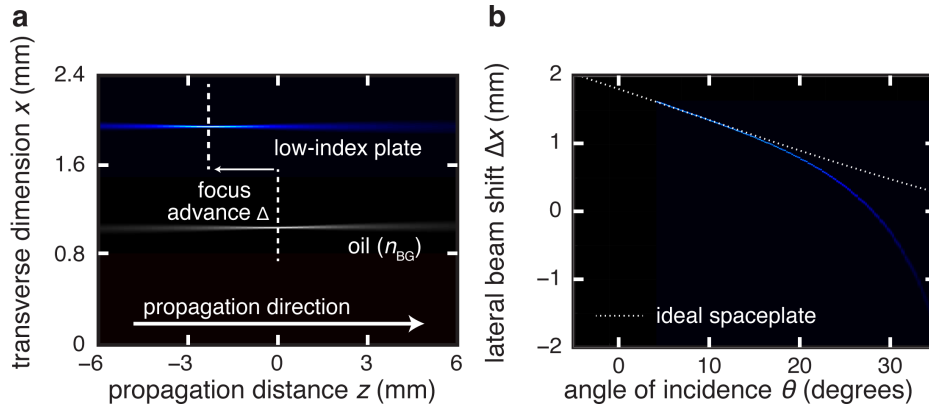 a
transverse dimension x (mm)
2.4
1.6
0.8
0
low-index plate
focus
advance Δ
oil (nBG)
propagation direction
−6
−3
0
3
6
propagation distance z (mm)
b
lateral beam shift Δx (mm)
2
1
0
−1
−2
ideal spaceplate
0
10
20
30
angle of incidence θ (degrees)